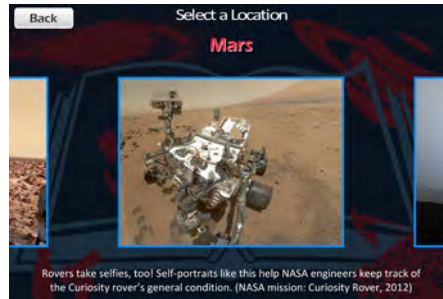 Back
Select a Location
Mars
Rovers take selfies, too! Self-portraits like this help NASA engineers keep track of
the Curiosity rover's general condition. (NASA mission: Curiosity Rover, 2012)